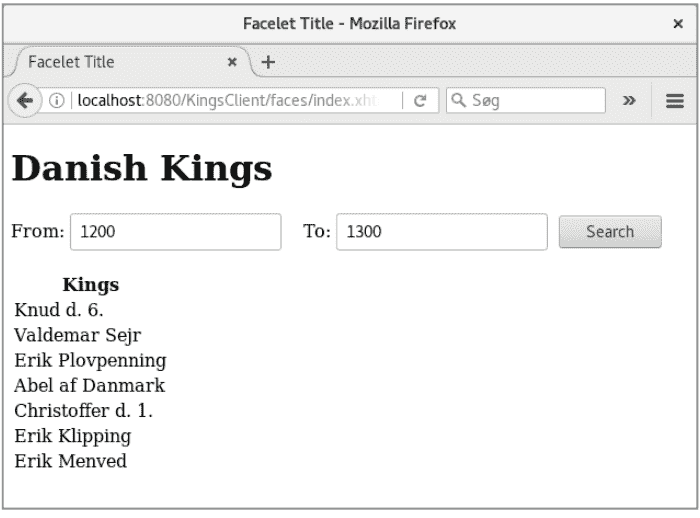 Facelet Title - Mozilla Firefox
Facelet Title
localhost:8080/KingsClient/faces/index.xh
Søg
Danish Kings
From: 1200 To: 1300 Search
Kings
Knud d. 6.
Valdemar Sejr
Erik Plovpenning
Abel af Danmark
Christoffer d. 1.
Erik Klipping
Erik Menved